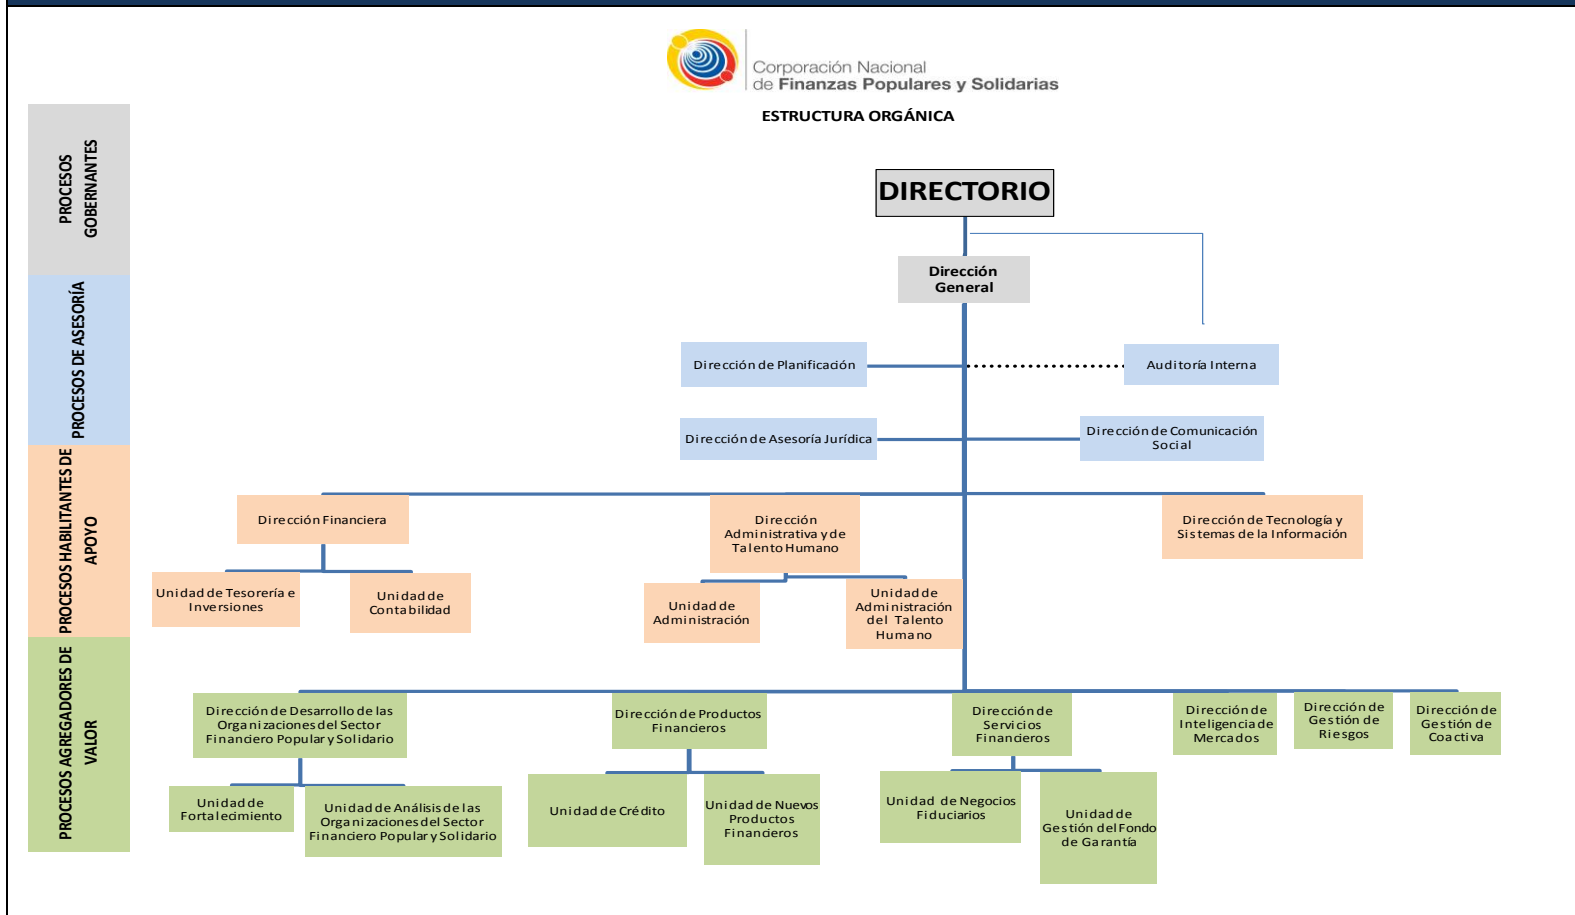 Corporación Nacional
de Finanzas Populares y Solidarias
ESTRUCTURA ORGÁNICA
PROCESOS
GOBERNANTES
DIRECTORIO
Dirección
General
PROCESOS DE ASESORÍA
Dirección de Planificación
Auditoría Interna
Dirección de Asesoría Jurídica
Dirección de Comunicación
Social
PROCESOS HABILITANTES DE
APOYO
Dirección Financiera
Dirección
Administrativa y de
Talento Humano
Dirección de Tecnología y
Sistemas de la Información
Unidad de Tesorería e
Inversiones
Unidad de
Contabilidad
Unidad de
Administración
Unidad de
Administración
del Talento
Humano
PROCESOS AGREGADORES DE
VALOR
Dirección de Desarrollo de las
Organizaciones del Sector
Financiero Popular y Solidario
Dirección de Productos
Financieros
Dirección de
Servicios
Financieros
Dirección de
Inteligencia de
Mercados
Dirección de
Gestión de
Riesgos
Dirección de
Gestión de
Coactiva
Unidad de
Fortalecimiento
Unidad de Análisis de las
Organizaciones del Sector
Financiero Popular y Solidario
Unidad de Crédito
Unidad de Nuevos
Productos
Financieros
Unidad de Negocios
Fiduciarios
Unidad de
Gestión del Fondo
de Garantía